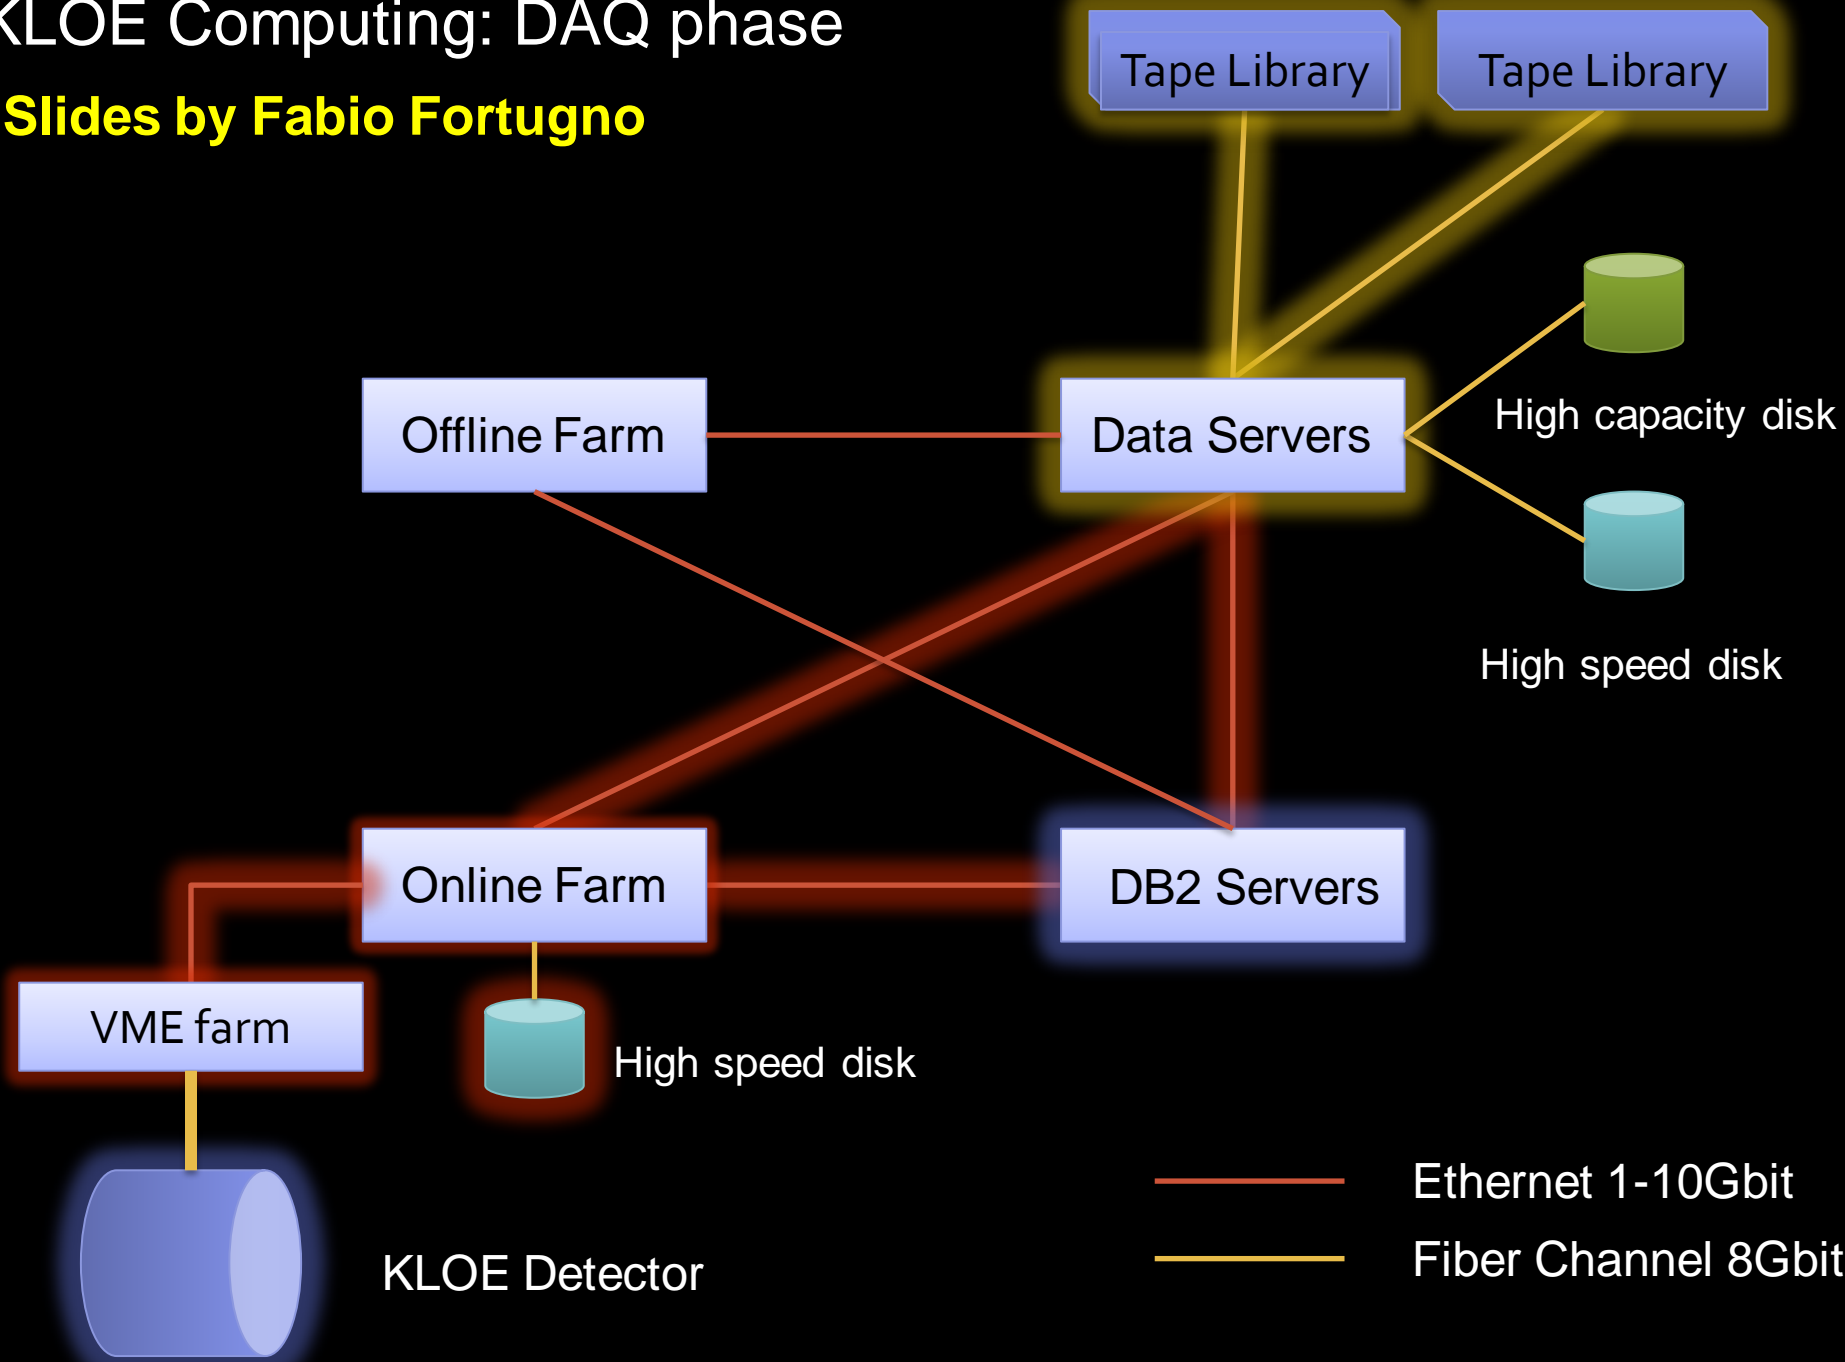 KLOE Computing: DAQ phase
Slides by Fabio Fortugno
Tape Library
Tape Library
High capacity disk
Offline Farm
Data Servers
High speed disk
Online Farm
DB2 Servers
VME farm
High speed disk
Ethernet 1-10Gbit
Fiber Channel 8Gbit
KLOE Detector